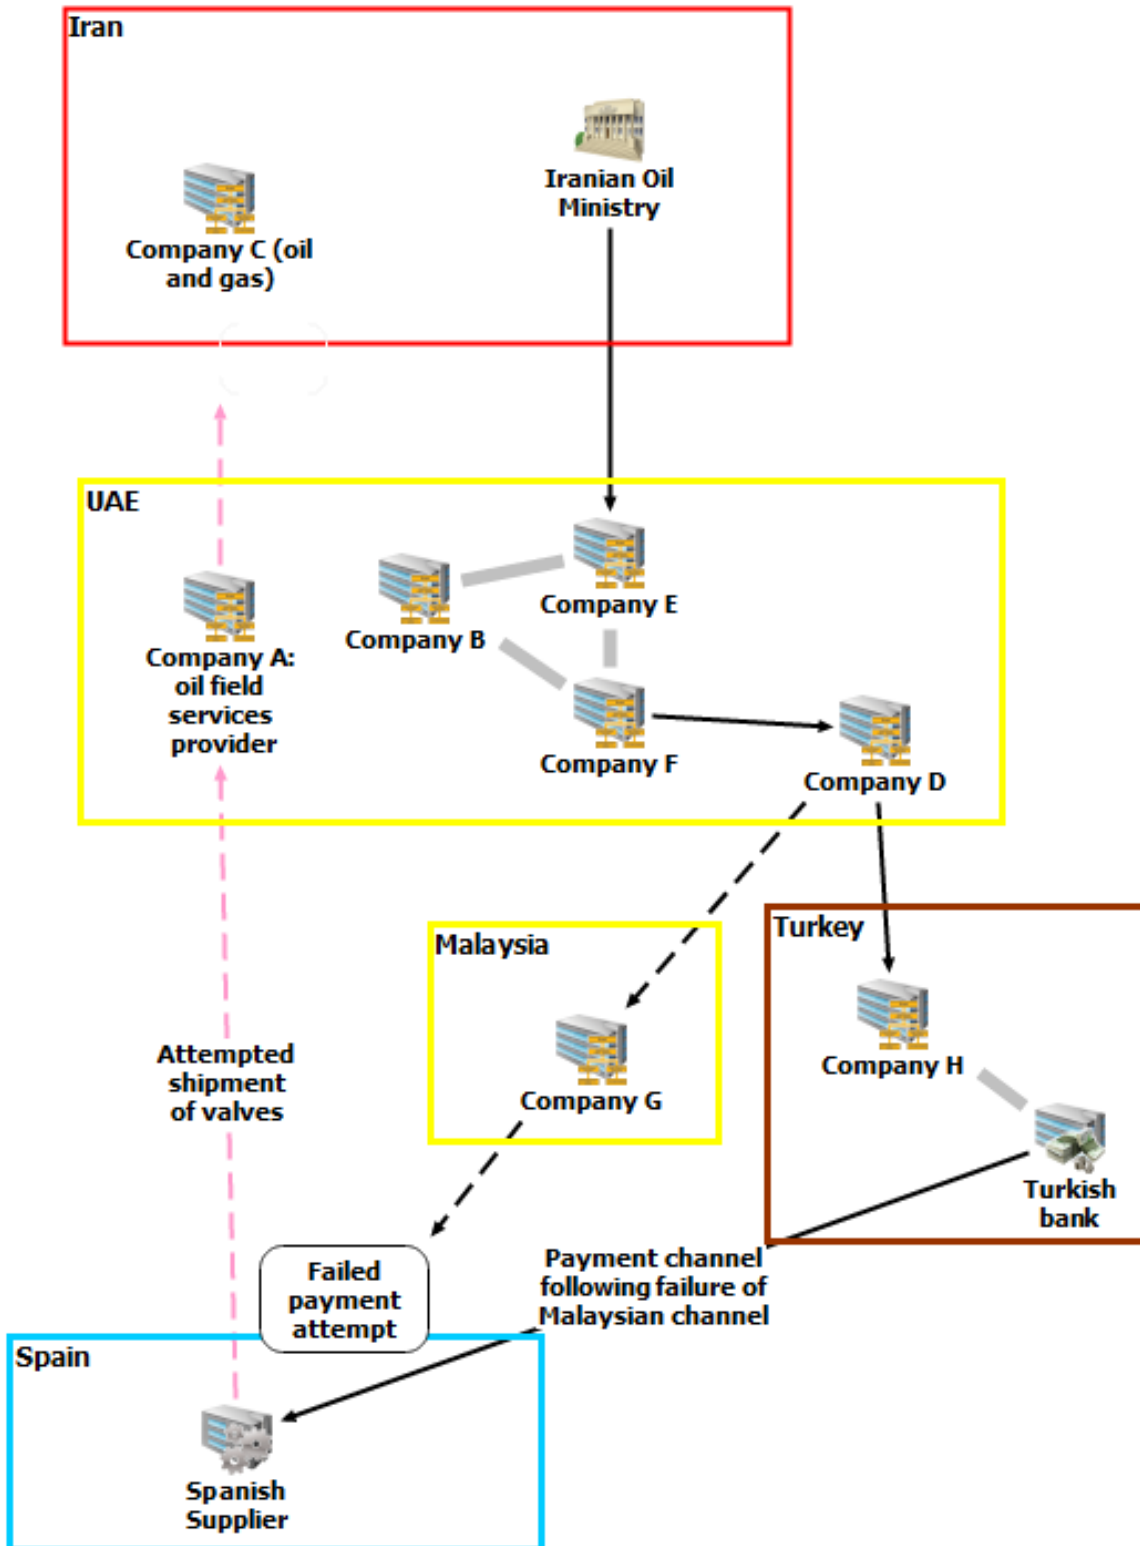 Iran
Iranian Oil
Ministry
Company C (oil
and gas)
UAE
Company E
Company B
Company A:
oil field
services
provider
Company F
Company D
Malaysia
Turkey
Company G
Company H
Attempted
shipment
of valves
Turkish
bank
Failed
payment
attempt
Payment channel
following failure of
Malaysian channel
Spain
Spanish
Supplier